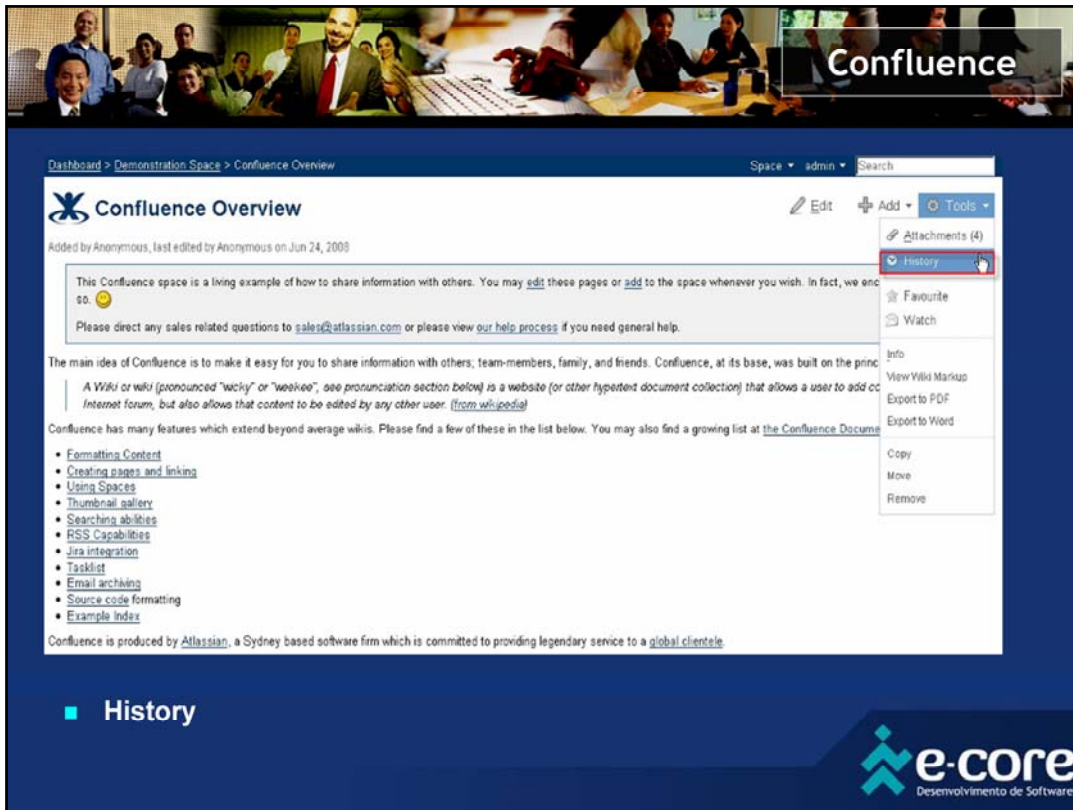 Confluence
Dashboard > Demonstration Space > Confluence Overview
Space admin Search
Confluence Overview
Edit Add Tools
Added by Anonymous, last edited by Anonymous on Jun 24, 2008
Attachments (4)
History
Favourite
Watch
Info
View Wiki Markup
Export to PDF
Export to Word
Copy
Move
Remove
This Confluence space is a living example of how to share information with others. You may edit these pages or add to the space whenever you wish. In fact, we enc
so.
Please direct any sales related questions to sales@atlassian.com or please view our help process if you need general help.
The main idea of Confluence is to make it easy for you to share information with others; team-members, family, and friends. Confluence, at its base, was built on the princ
A Wiki or wiki (pronounced "wicky" or "weekee", see pronunciation section below) is a website (or other hypertext document collection) that allows a user to add cc
Internet forum, but also allows that content to be edited by any other user. (from wikipedia)
Confluence has many features which extend beyond average wikis. Please find a few of these in the list below. You may also find a growing list at the Confluence Docume
• Formatting Content
• Creating pages and linking
• Using Spaces
• Thumbnail gallery
• Searching abilities
• RSS Capabilities
• Jira integration
• Tasklist
• Email archiving
• Source code formatting
• Example Index
Confluence is produced by Atlassian, a Sydney based software firm which is committed to providing legendary service to a global clientele.
History
e-core
Desenvolvimento de Software